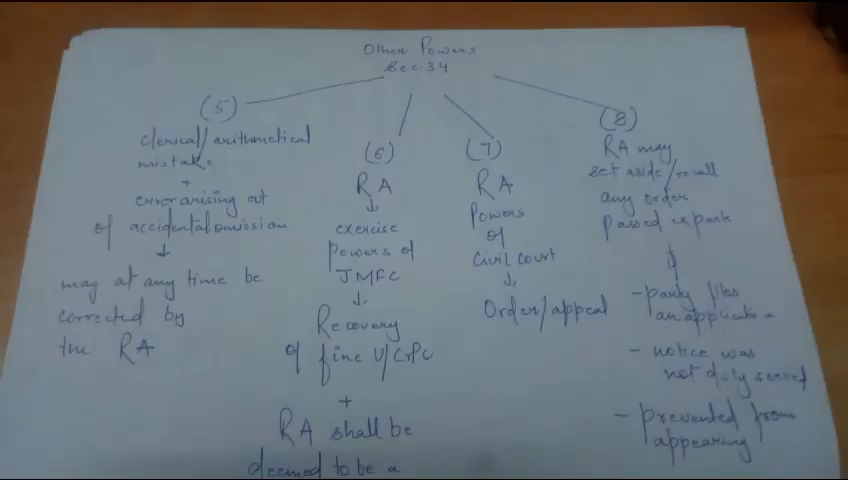 Other Powers
Sec.34
(5)
clerical/arithmetical
mistake
+
error arising out
of accidental omission
↓
may at any time be
corrected by
the RA
(6)
RA
↓
exercise
powers of
JMFC
↓
Recovery
of fine U/CrPC
+
RA shall be
deemed to be a
(7)
RA
Powers
of
Civil court
↓
Order/appeal
(8)
RA may
set aside/recall
any order
Passed exparte
⇓
- party files
an application
- notice was
not duly served
- prevented from
appearing